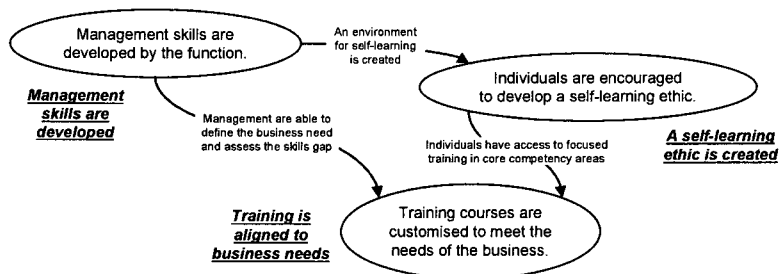 Management skills are
developed by the function.
An environment
for self-learning
is created
Individuals are encouraged
to develop a self-learning ethic.
Management
skills are
developed
Management are able to
define the business need
and assess the skills gap
Individuals have access to focused
training in core competency areas
A self-learning
ethic is created
Training is
aligned to
business needs
Training courses are
customised to meet the
needs of the business.